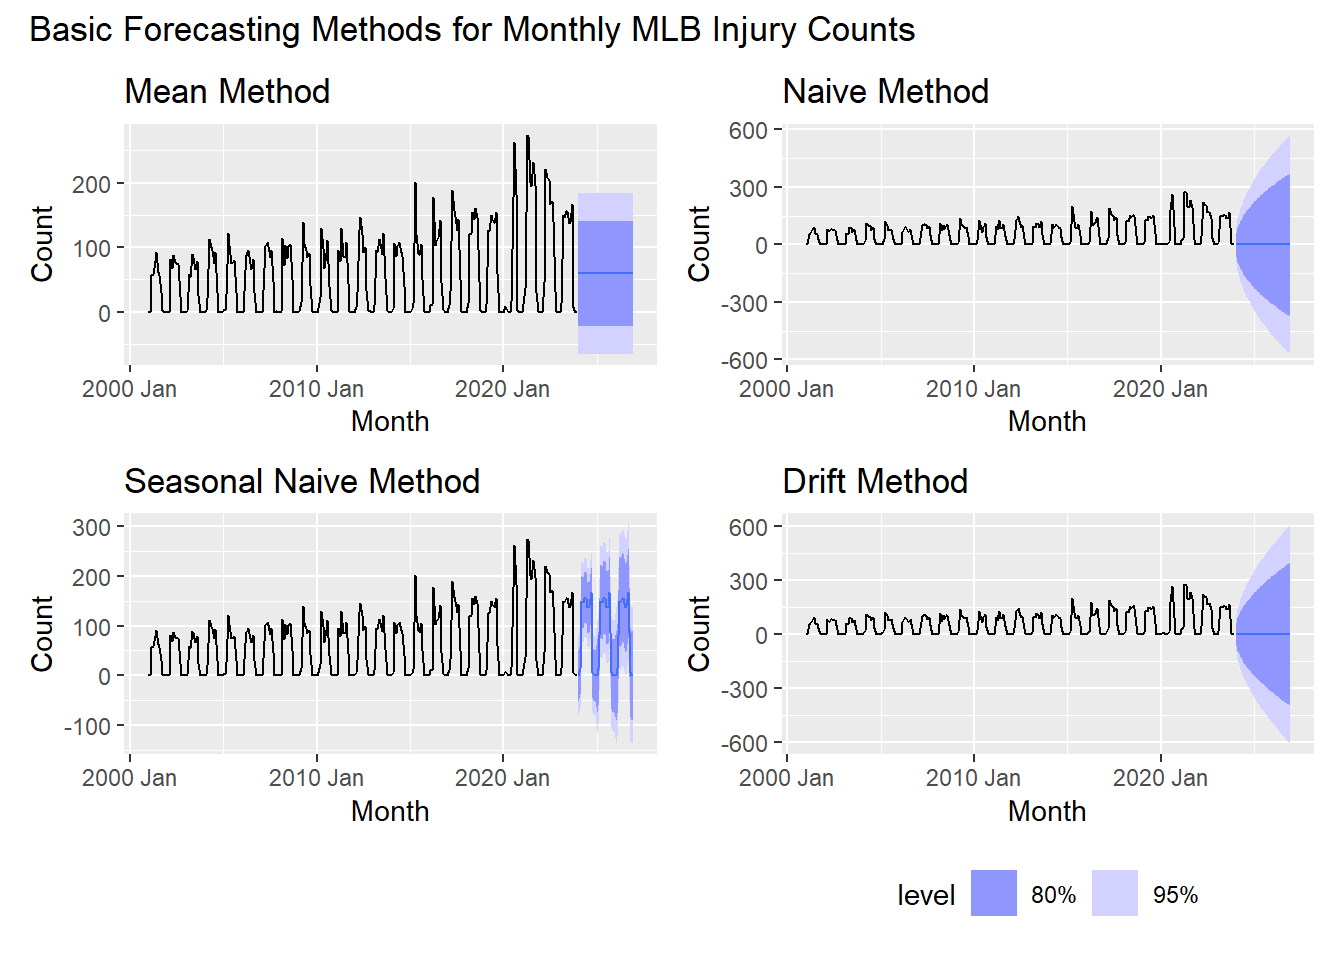 Basic Forecasting Methods for Monthly MLB Injury Counts
Mean Method
Count
200
100
0
2000 Jan 2010 Jan 2020 Jan
Month
Naive Method
Count
600
300
0
-300
-600
2000 Jan 2010 Jan 2020 Jan
Month
Seasonal Naive Method
Count
300
200
100
0
-100
2000 Jan 2010 Jan 2020 Jan
Month
Drift Method
Count
600
300
0
-300
-600
2000 Jan 2010 Jan 2020 Jan
Month
level 80% 95%